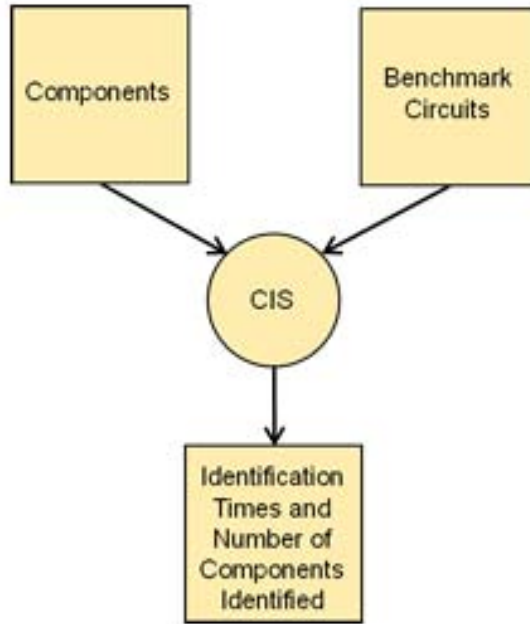 Components
Benchmark
Circuits
CIS
Identification
Times and
Number of
Components
Identified